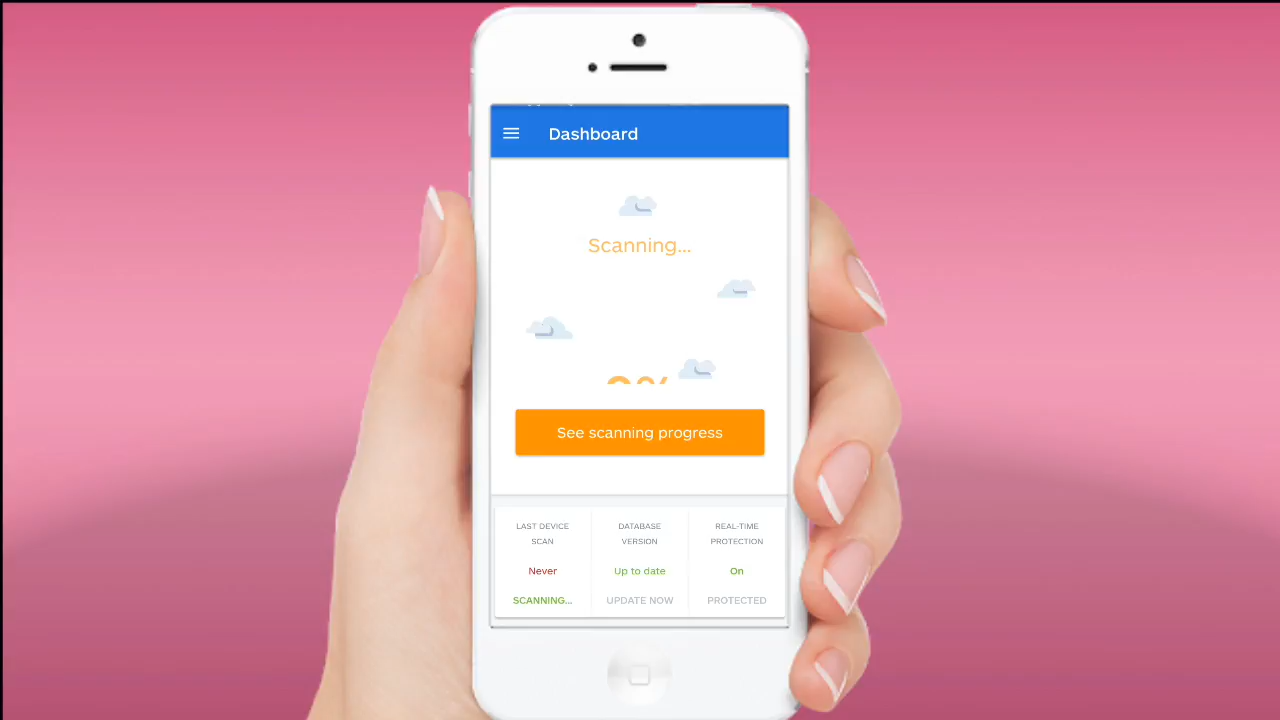 Dashboard
Scanning...
See scanning progress
LAST DEVICE SCAN
DATABASE VERSION
REAL-TIME PROTECTION
Never
Up to date
On
SCANNING...
UPDATE NOW
PROTECTED